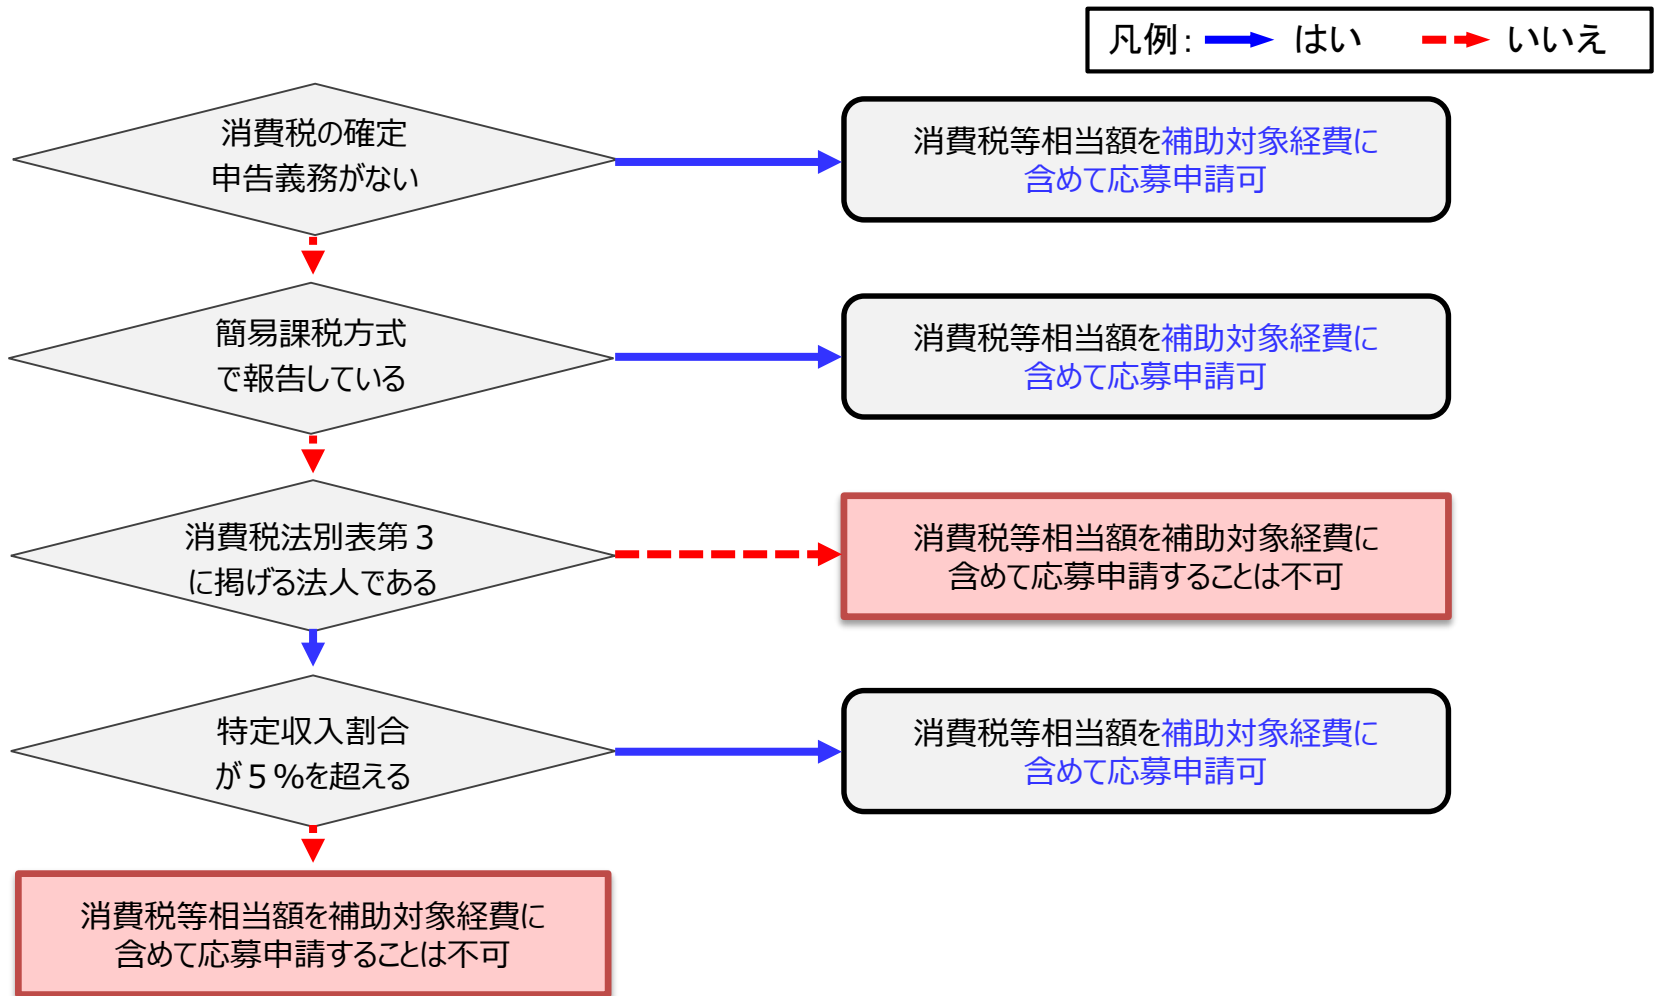 凡例： はい いいえ
消費税の確定
申告義務がない
消費税等相当額を補助対象経費に
含めて応募申請可
簡易課税方式
で報告している
消費税等相当額を補助対象経費に
含めて応募申請可
消費税法別表第３
に掲げる法人である
消費税等相当額を補助対象経費に
含めて応募申請することは不可
特定収入割合
が５％を超える
消費税等相当額を補助対象経費に
含めて応募申請可
消費税等相当額を補助対象経費に
含めて応募申請することは不可